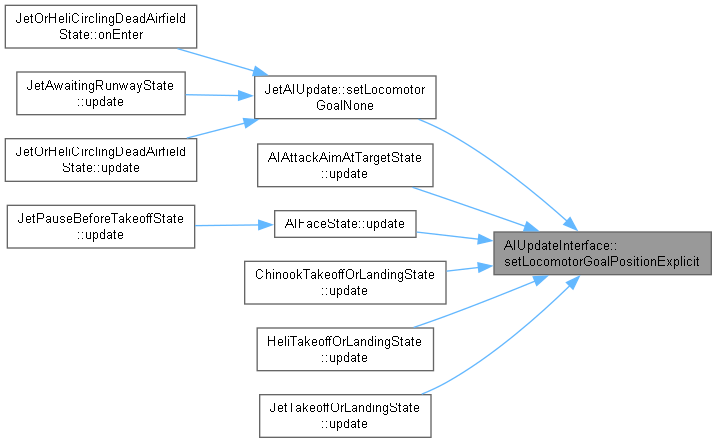 JetOrHeliCirclingDeadAirfield
State::onEnter
JetAwaitingRunwayState
::update
JetOrHeliCirclingDeadAirfield
State::update
JetPauseBeforeTakeoffState
::update
JetAIUpdate::setLocomotor
GoalNone
AIAttackAimAtTargetState
::update
AIFaceState::update
ChinookTakeoffOrLandingState
::update
HeliTakeoffOrLandingState
::update
JetTakeoffOrLandingState
::update
AIUpdateInterface::
setLocomotorGoalPositionExplicit